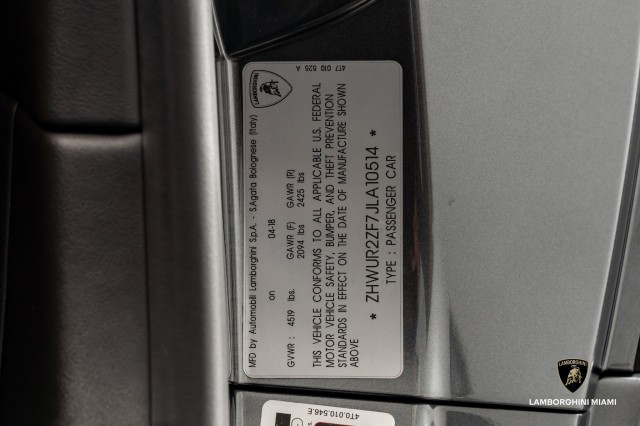 4T7 010 525 A
MFD by Automobili Lamborghini S.p.A. - S.Agata Bolognese (Italy)
on 04-18
GVWR : 4519 lbs. GAWR (F) GAWR (R)
2094 lbs 2425 lbs
THIS VEHICLE CONFORMS TO ALL APPLICABLE U.S. FEDERAL
MOTOR VEHICLE SAFETY, BUMPER, AND THEFT PREVENTION
STANDARDS IN EFFECT ON THE DATE OF MANUFACTURE SHOWN
ABOVE
* ZHWUR2ZF7JLA10514 *
TYPE : PASSENGER CAR
4T0.010.546.E
LAMBORGHINI
LAMBORGHINI MIAMI